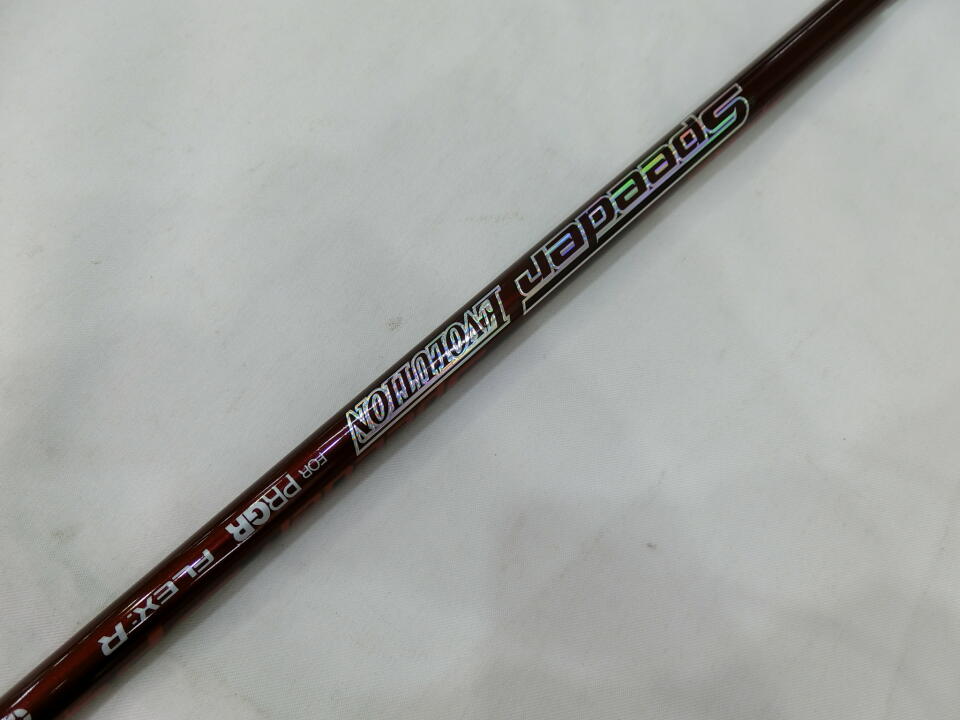 Speeder
EVOLUTION
FOR PRGR FLEX:R